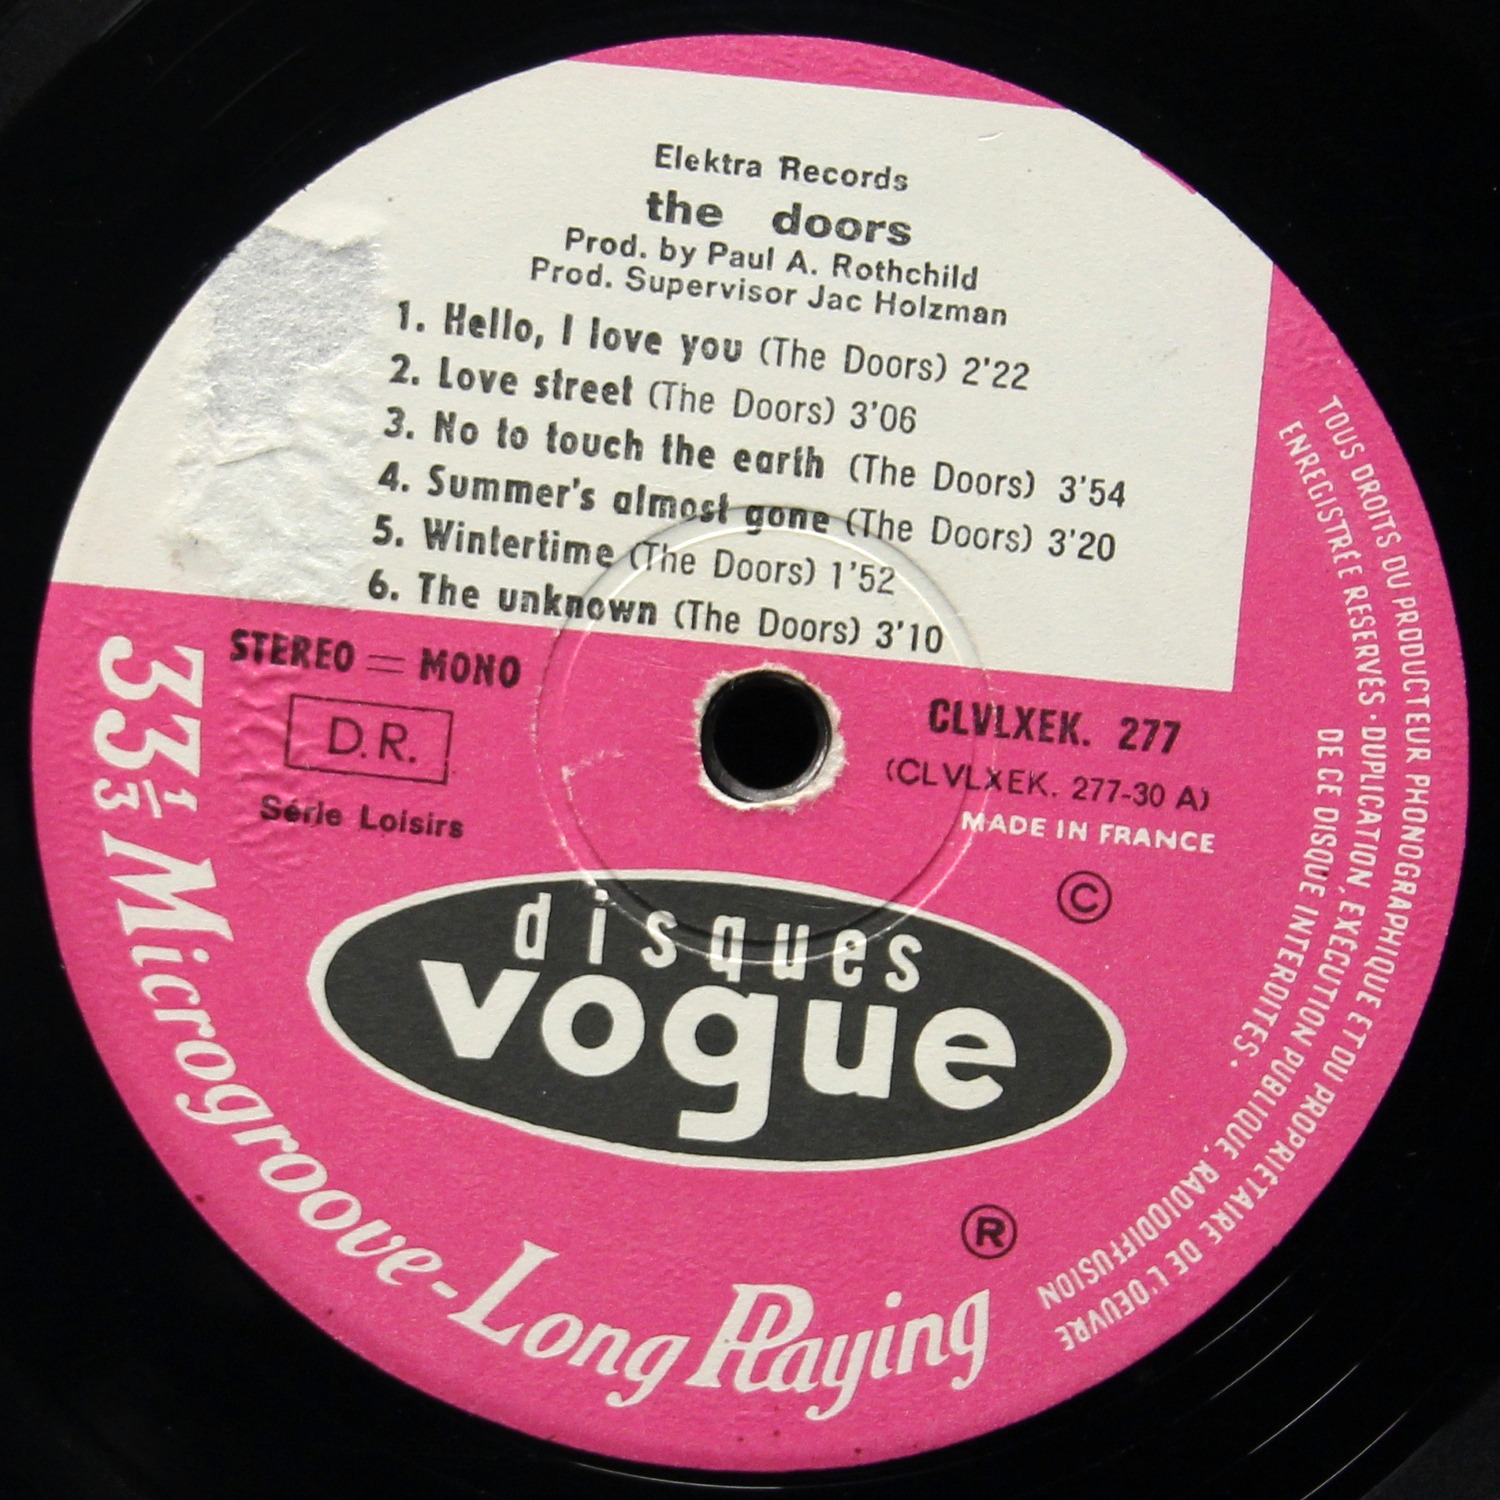 Elektra Records
the doors
Prod. by Paul A. Rothchild
Prod. Supervisor Jac Holzman
1. Hello, I love you (The Doors) 2'22
2. Love street (The Doors) 3'06
3. No to touch the earth (The Doors) 3'54
4. Summer's almost gone (The Doors) 3'20
5. Wintertime (The Doors) 1'52
6. The unknown (The Doors) 3'10
STEREO = MONO
D.R.
Série Loisirs
CLVLXEK. 277
(CLVLXEK. 277-30 A)
MADE IN FRANCE
©
disques
vogue
®
33⅓ Microgroove - Long Playing
TOUS DROITS DU PRODUCTEUR PHONOGRAPHIQUE ET DU PROPRIÉTAIRE DE L'OEUVRE
ENREGISTRÉE RESERVÉS · DUPLICATION, EXÉCUTION PUBLIQUE, RADIODIFFUSION
DE CE DISQUE INTERDITES ·